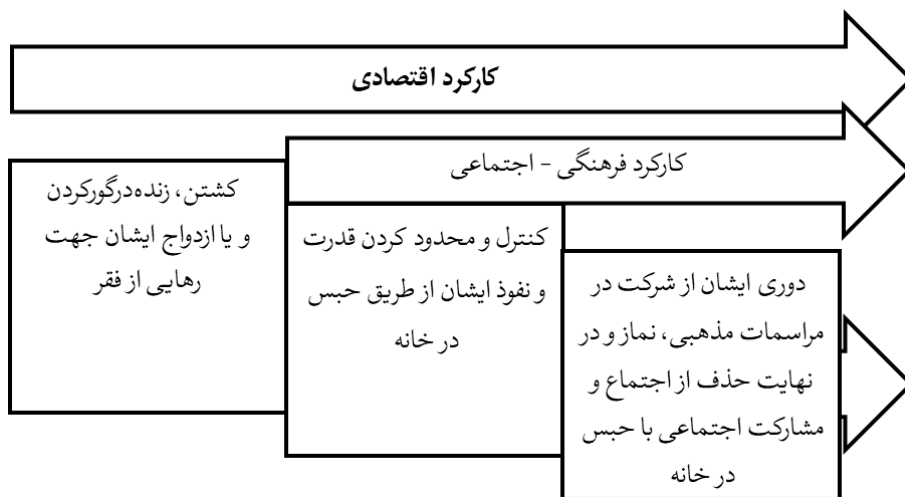 کارکرد اقتصادی
کارکرد فرهنگی - اجتماعی
کشتن، زنده‌درگورکردن
و یا ازدواج ایشان جهت
رهایی از فقر
کنترل و محدود کردن قدرت
و نفوذ ایشان از طریق حبس
در خانه
دوری ایشان از شرکت در
مراسمات مذهبی، نماز و در
نهایت حذف از اجتماع و
مشارکت اجتماعی با حبس
در خانه